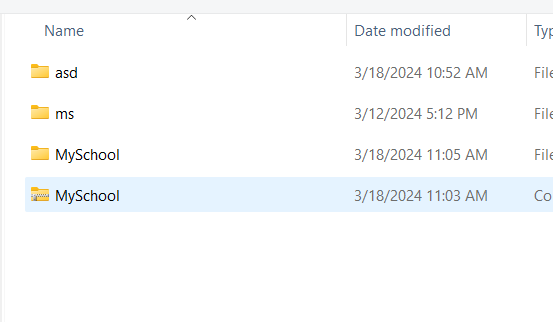 Name Date modified Ty
asd 3/18/2024 10:52 AM File
ms 3/12/2024 5:12 PM File
MySchool 3/18/2024 11:05 AM File
MySchool 3/18/2024 11:03 AM Co